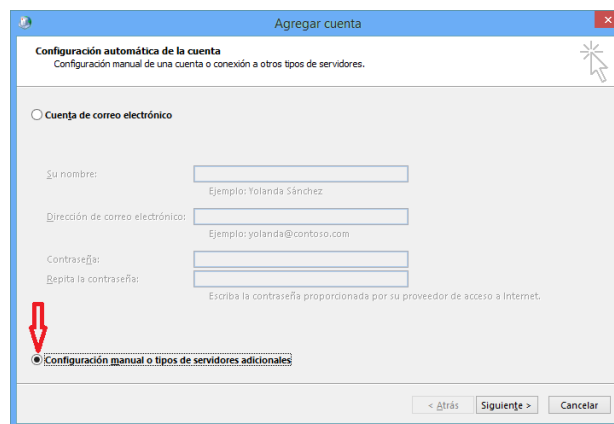 Agregar cuenta
Configuración automática de la cuenta
Configuración manual de una cuenta o conexión a otros tipos de servidores.
Cuenta de correo electrónico
Su nombre:
Ejemplo: Yolanda Sánchez
Dirección de correo electrónico:
Ejemplo: yolanda@contoso.com
Contraseña:
Repita la contraseña:
Escriba la contraseña proporcionada por su proveedor de acceso a Internet.
Configuración manual o tipos de servidores adicionales
< Atrás Siguiente > Cancelar